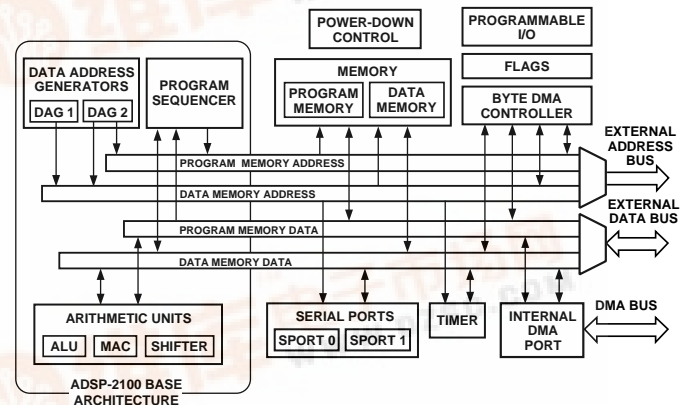 POWER-DOWN
CONTROL
PROGRAMMABLE
I/O
DATA ADDRESS
GENERATORS
DAG 1
DAG 2
PROGRAM
SEQUENCER
MEMORY
PROGRAM
MEMORY
DATA
MEMORY
FLAGS
BYTE DMA
CONTROLLER
EXTERNAL
ADDRESS
BUS
PROGRAM MEMORY ADDRESS
DATA MEMORY ADDRESS
EXTERNAL
DATA BUS
PROGRAM MEMORY DATA
DATA MEMORY DATA
ARITHMETIC UNITS
ALU
MAC
SHIFTER
SERIAL PORTS
SPORT 0
SPORT 1
TIMER
INTERNAL
DMA
PORT
DMA BUS
ADSP-2100 BASE
ARCHITECTURE